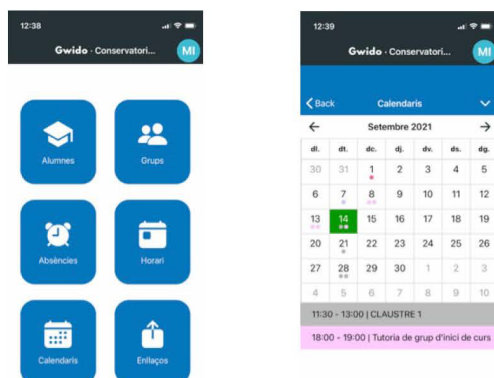 12:38
Gwido · Conservatori...
MI
Alumnes
Grups
Absències
Horari
Calendaris
Enllaços
12:39
Gwido · Conservatori...
MI
Back
Calendaris
Setembre 2021
dl. dt. dc. dj. dv. ds. dg.
30 31 1 2 3 4 5
6 7 8 9 10 11 12
13 14 15 16 17 18 19
20 21 22 23 24 25 26
27 28 29 30 1 2 3
4 5 6 7 8 9 10
11:30 - 13:00 | CLAUSTRE 1
18:00 - 19:00 | Tutoria de grup d'inici de curs